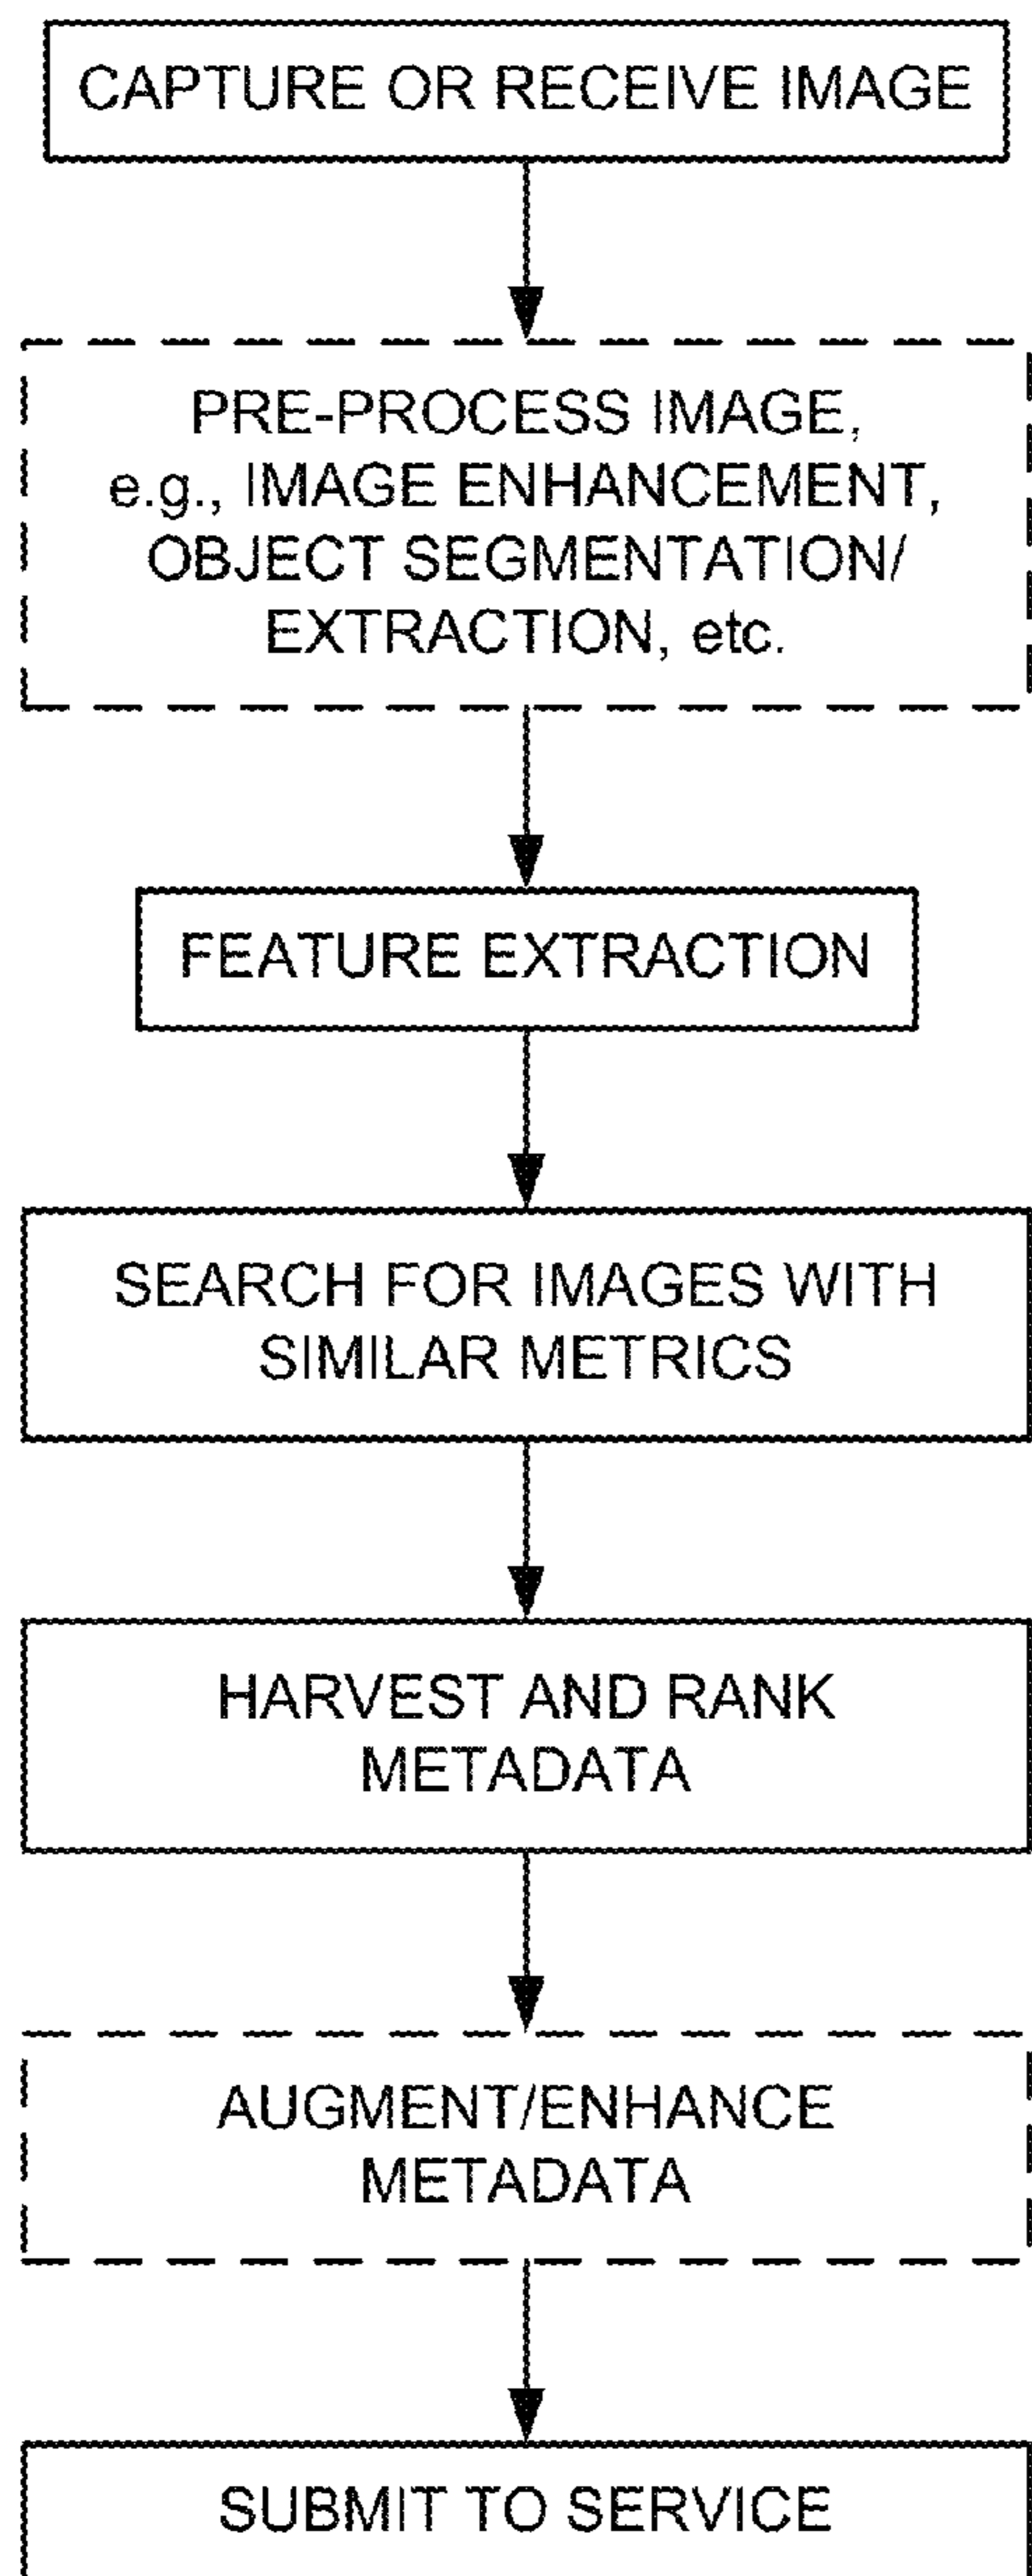 CAPTURE OR RECEIVE IMAGE
PRE-PROCESS IMAGE,
e.g., IMAGE ENHANCEMENT,
OBJECT SEGMENTATION/
EXTRACTION, etc.
FEATURE EXTRACTION
SEARCH FOR IMAGES WITH
SIMILAR METRICS
HARVEST AND RANK
METADATA
AUGMENT/ENHANCE
METADATA
SUBMIT TO SERVICE